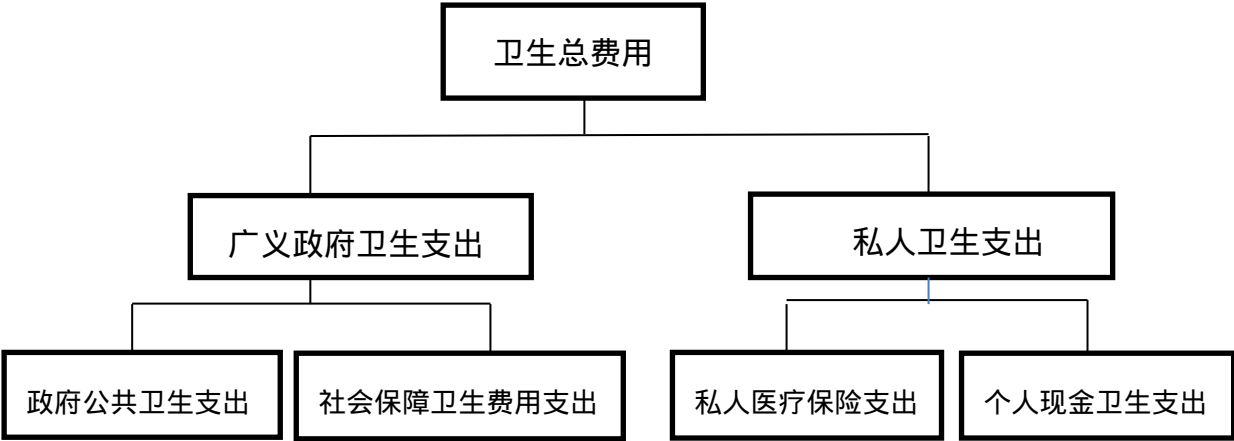 卫生总费用
广义政府卫生支出
私人卫生支出
政府公共卫生支出
社会保障卫生费用支出
私人医疗保险支出
个人现金卫生支出